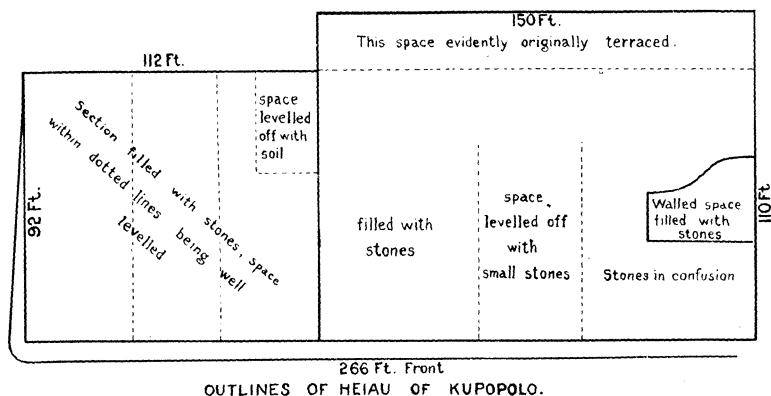 150 Ft.
This space evidently originally terraced.
112 Ft.
space
levelled
off with
soil
Section filled with stones, space
within dotted lines being well
levelled
92 Ft.
filled with
stones
space
levelled off
with
small stones
Walled space
filled with
stones
Stones in confusion
110 Ft.
266 Ft. Front
OUTLINES OF HEIAU OF KUPOPOLO.